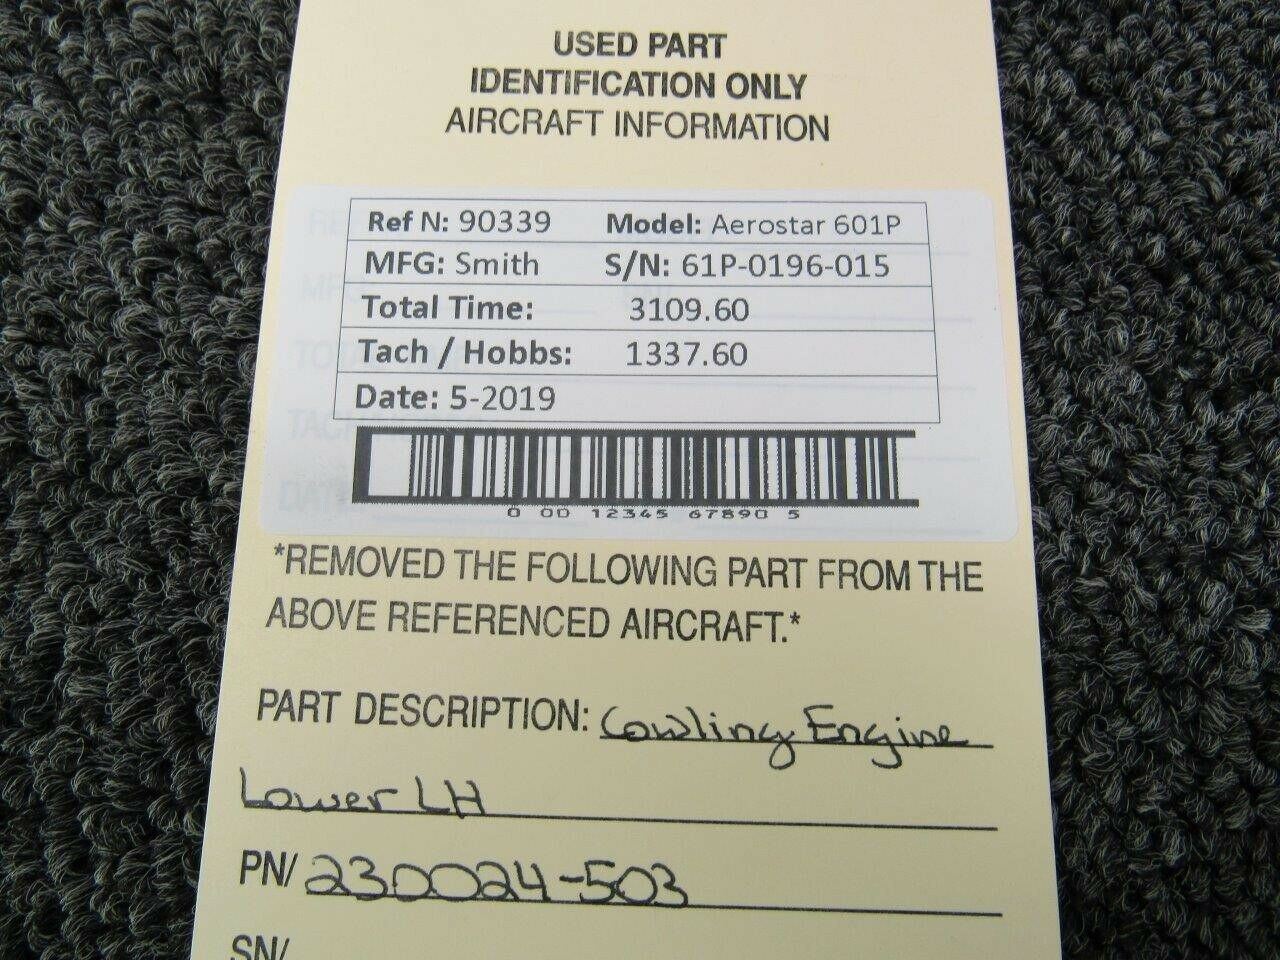 USED PART
IDENTIFICATION ONLY
AIRCRAFT INFORMATION
Ref N: 90339 Model: Aerostar 601P
MFG: Smith S/N: 61P-0196-015
Total Time: 3109.60
Tach / Hobbs: 1337.60
Date: 5-2019
0 00 12345 67890 5
*REMOVED THE FOLLOWING PART FROM THE
ABOVE REFERENCED AIRCRAFT.*
PART DESCRIPTION: Cowling Engine
Lower LH
PN/ 230024-503
SN/